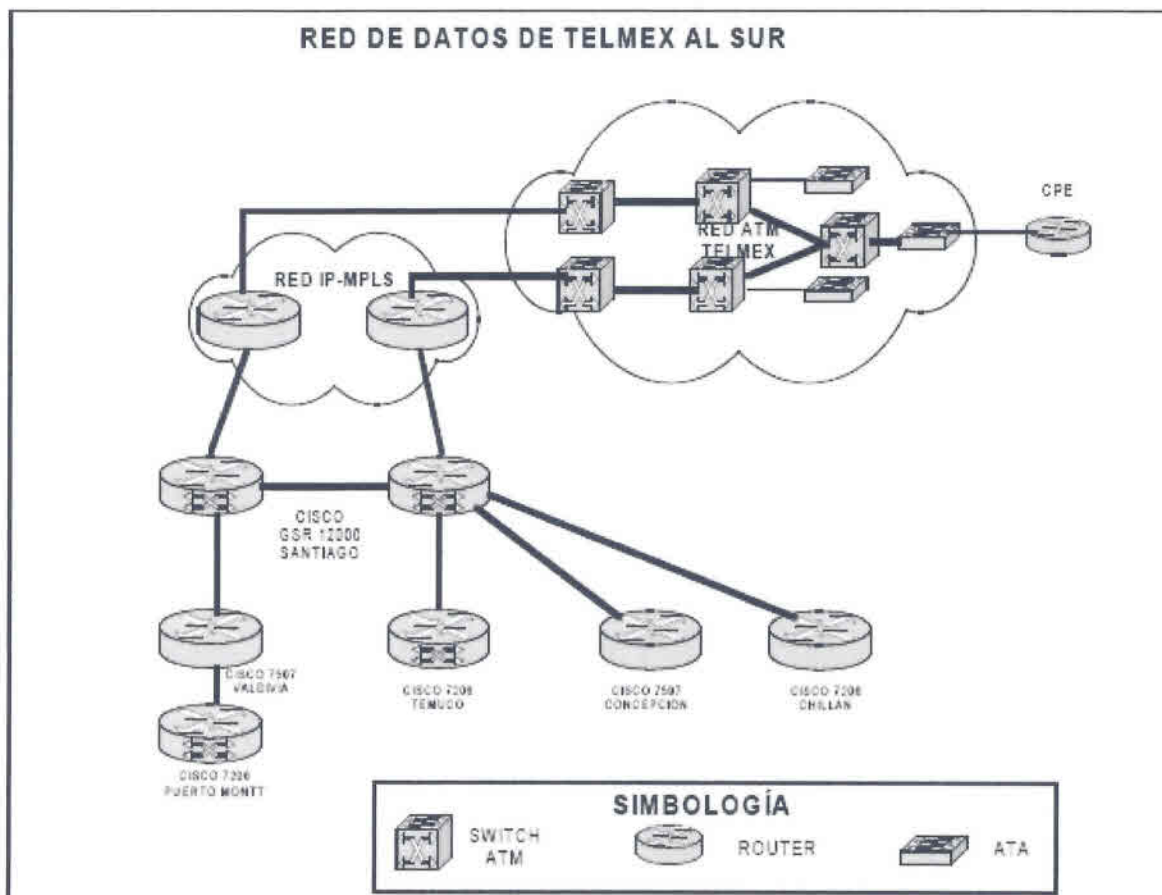 RED DE DATOS DE TELMEX AL SUR
CPE
RED ATM
TELMEX
RED IP-MPLS
CISCO
GSR 12000
SANTIAGO
CISCO 7507
VALDIVIA
CISCO 7206
TEMUCO
CISCO 7507
CONCEPCIÓN
CISCO 7206
CHILLAN
CISCO 7206
PUERTO MONTT
SIMBOLOGÍA
SWITCH
ATM
ROUTER
ATA